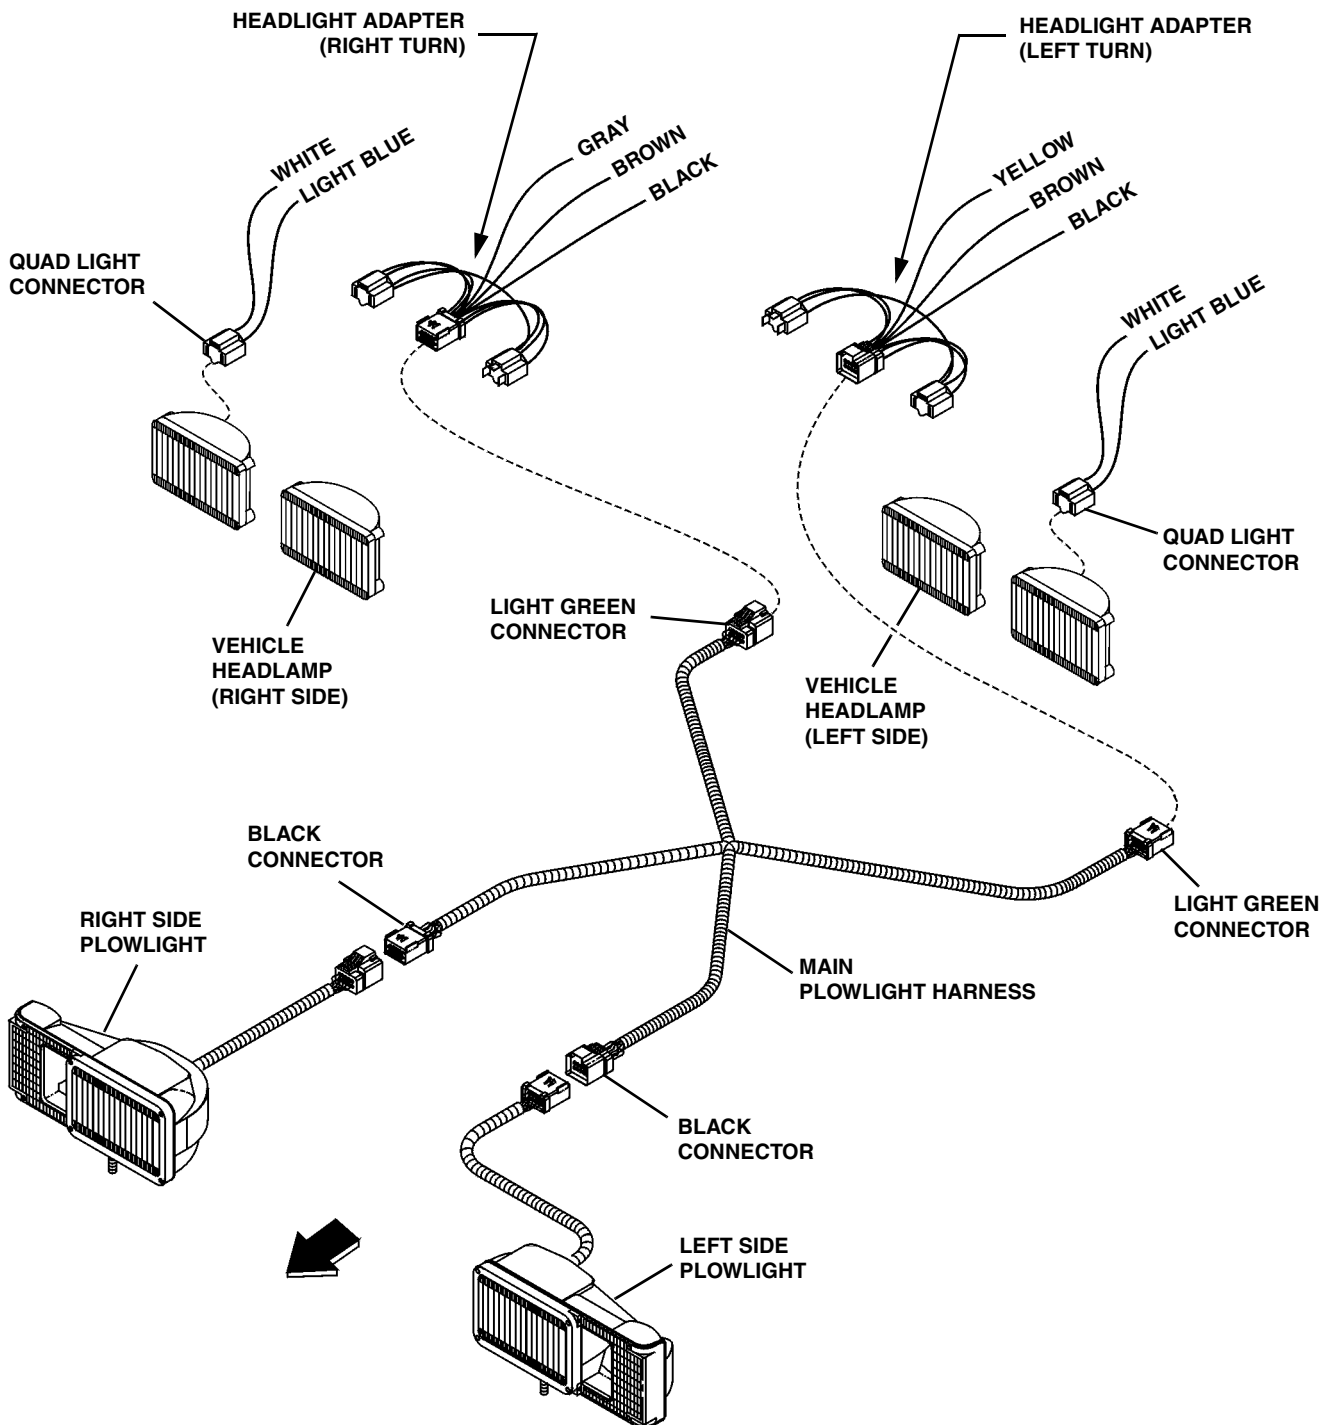 HEADLIGHT ADAPTER
(RIGHT TURN)
HEADLIGHT ADAPTER
(LEFT TURN)
WHITE
LIGHT BLUE
GRAY
BROWN
BLACK
YELLOW
BROWN
BLACK
QUAD LIGHT
CONNECTOR
WHITE
LIGHT BLUE
QUAD LIGHT
CONNECTOR
LIGHT GREEN
CONNECTOR
VEHICLE
HEADLAMP
(RIGHT SIDE)
VEHICLE
HEADLAMP
(LEFT SIDE)
BLACK
CONNECTOR
LIGHT GREEN
CONNECTOR
RIGHT SIDE
PLOWLIGHT
MAIN
PLOWLIGHT HARNESS
BLACK
CONNECTOR
LEFT SIDE
PLOWLIGHT